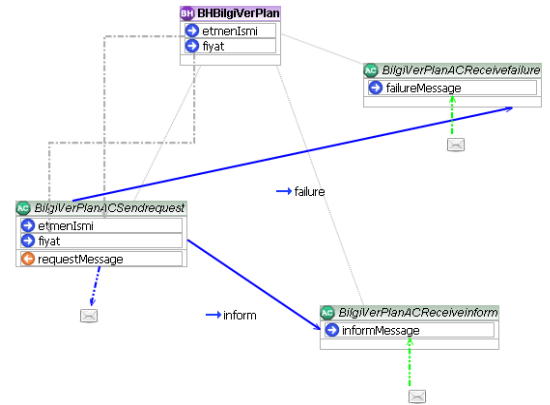 BH BHBilgiVerPlan
etmenIsmi
fiyat
AC BilgiVerPlanACReceivefailure
failureMessage
failure
AC BilgiVerPlanACSendrequest
etmenIsmi
fiyat
requestMessage
inform
AC BilgiVerPlanACReceiveinform
informMessage